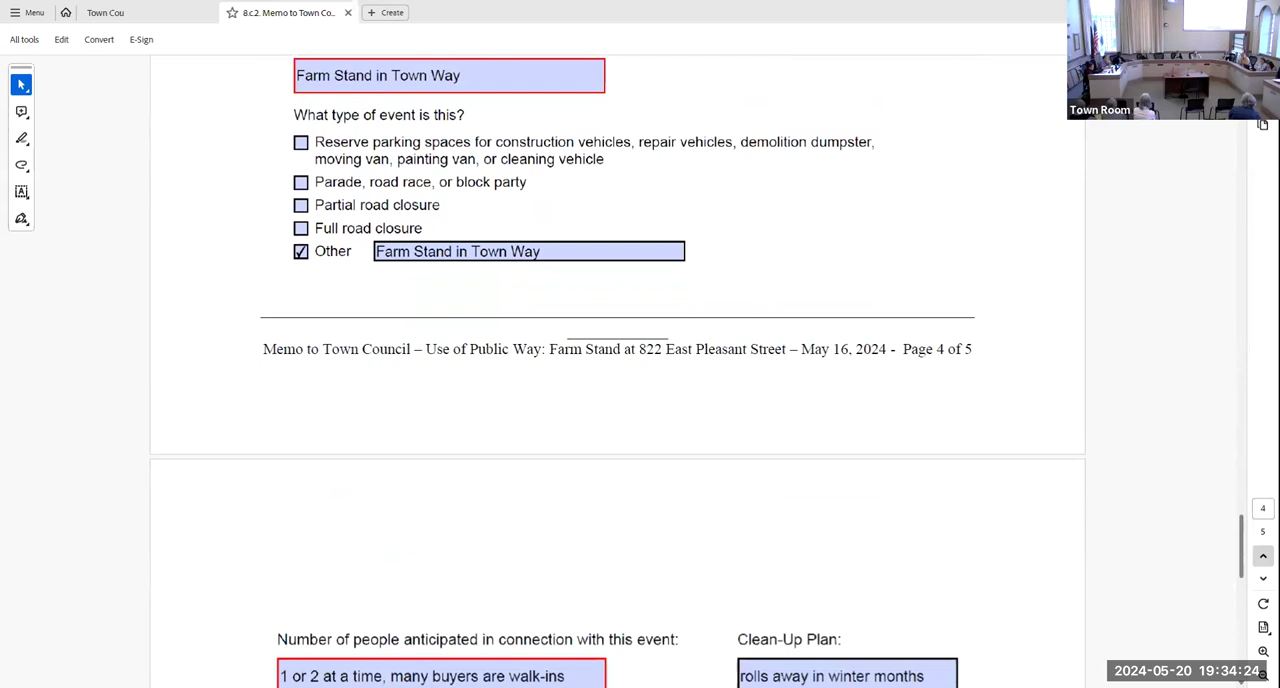 Menu
Town Cou
8.c.2. Memo to Town Co...
Create
All tools
Edit
Convert
E-Sign
Town Room
Farm Stand in Town Way
What type of event is this?
Reserve parking spaces for construction vehicles, repair vehicles, demolition dumpster,
moving van, painting van, or cleaning vehicle
Parade, road race, or block party
Partial road closure
Full road closure
Other Farm Stand in Town Way
Memo to Town Council – Use of Public Way: Farm Stand at 822 East Pleasant Street – May 16, 2024 - Page 4 of 5
4
5
Number of people anticipated in connection with this event: Clean-Up Plan:
1 or 2 at a time, many buyers are walk-ins rolls away in winter months
2024-05-20 19:34:24